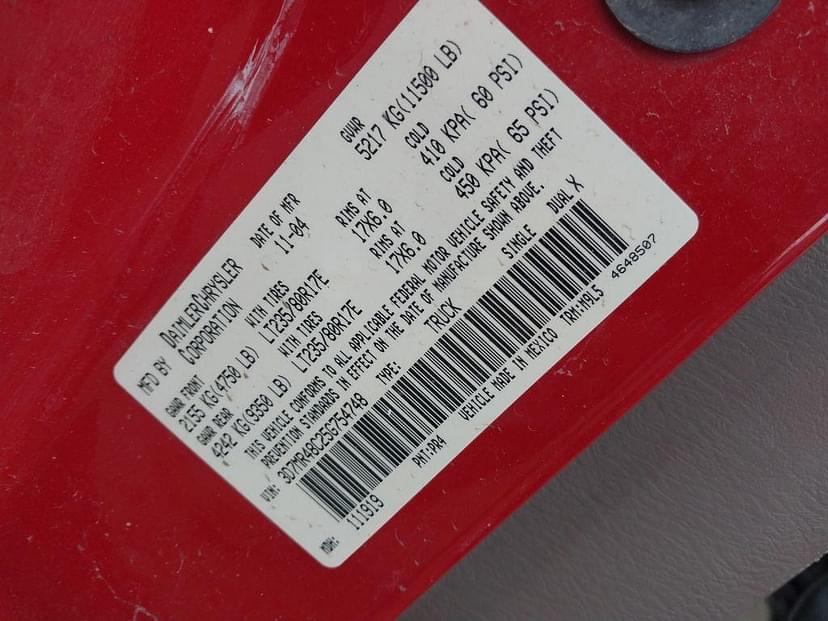 MFD BY DAIMLERCHRYSLER CORPORATION
DATE OF MFR 11-04
GVWR 5217 KG(11500 LB)
GAWR FRONT 2155 KG(4750 LB)
WITH TIRES LT235/80R17E
RIMS AT 17X6.0
COLD 410 KPA( 60 PSI)
GAWR REAR 4242 KG(9350 LB)
WITH TIRES LT235/80R17E
RIMS AT 17X6.0
COLD 450 KPA( 65 PSI)
THIS VEHICLE CONFORMS TO ALL APPLICABLE FEDERAL MOTOR VEHICLE SAFETY AND THEFT
PREVENTION STANDARDS IN EFFECT ON THE DATE OF MANUFACTURE SHOWN ABOVE.
VIN: 3D7MR48C25G754748 TYPE: TRUCK SINGLE DUAL X
MDH: 111919 PNT:PR4 VEHICLE MADE IN MEXICO TRM:M9L5 4648507